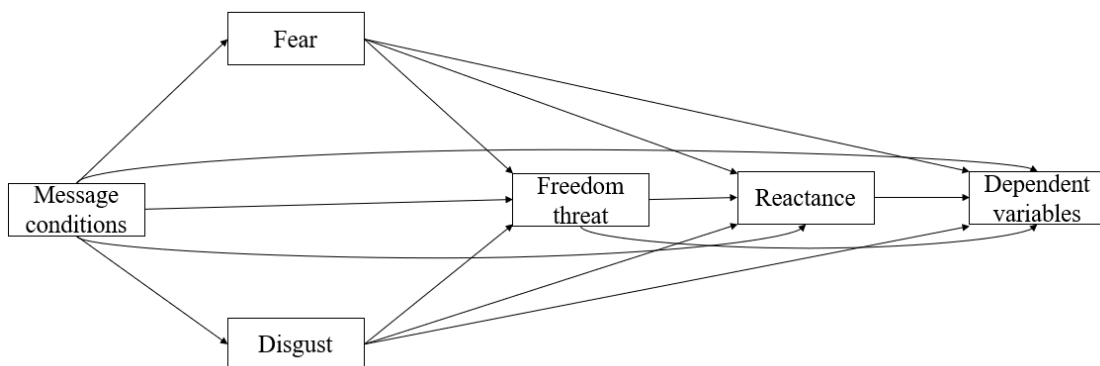 Fear
Message
conditions
Freedom
threat
Reactance
Dependent
variables
Disgust